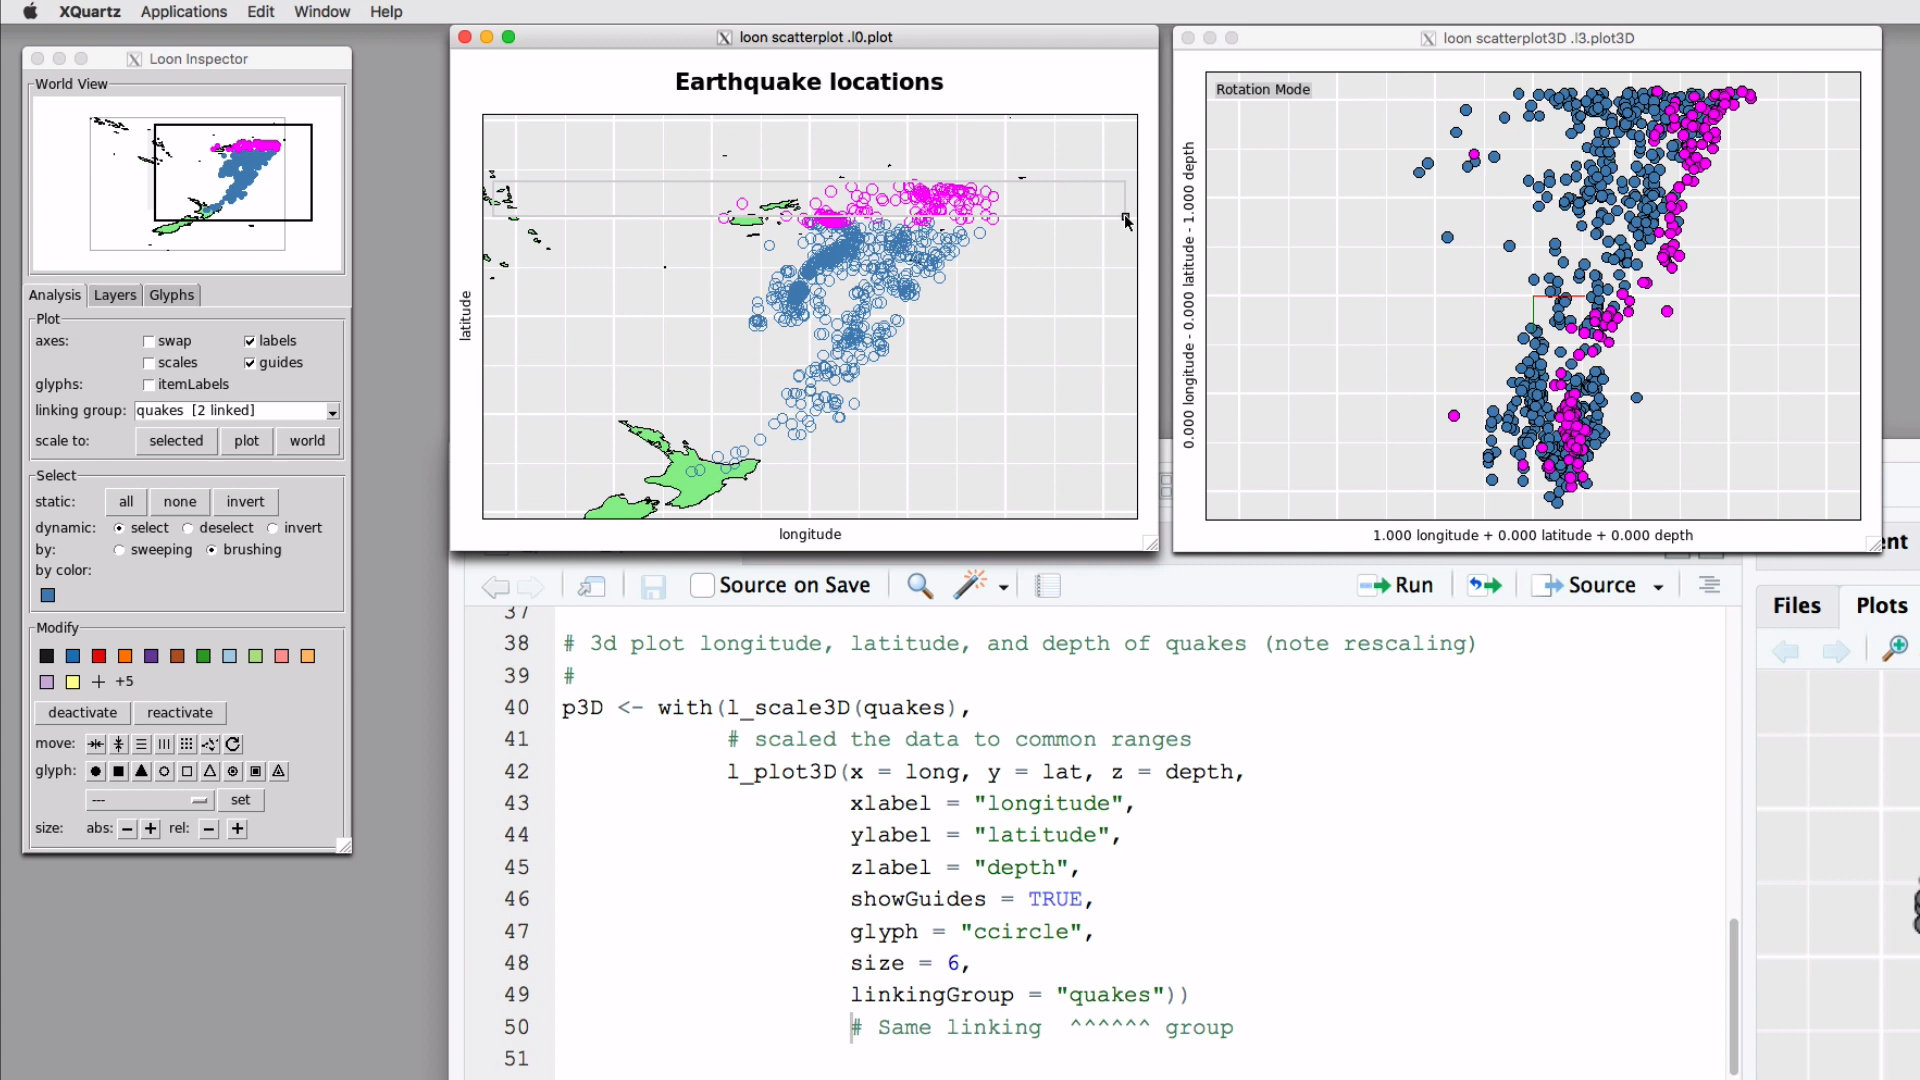 XQuartz Applications Edit Window Help
Loon Inspector
World View
Analysis Layers Glyphs
Plot
axes: swap labels
scales guides
glyphs: itemLabels
linking group: quakes [2 linked]
scale to: selected plot world
Select
static: all none invert
dynamic: select deselect invert
by: sweeping brushing
by color:
Modify
+5
deactivate reactivate
move:
glyph:
--- set
size: abs: - + rel: - +
loon scatterplot .l0.plot
Earthquake locations
latitude
longitude
loon scatterplot3D .l3.plot3D
Rotation Mode
0.000 longitude - 0.000 latitude - 1.000 depth
1.000 longitude + 0.000 latitude + 0.000 depth
Source on Save Run Source
37
38 # 3d plot longitude, latitude, and depth of quakes (note rescaling)
39 #
40 p3D <- with(l_scale3D(quakes),
41 # scaled the data to common ranges
42 l_plot3D(x = long, y = lat, z = depth,
43 xlabel = "longitude",
44 ylabel = "latitude",
45 zlabel = "depth",
46 showGuides = TRUE,
47 glyph = "ccircle",
48 size = 6,
49 linkingGroup = "quakes"))
50 # Same linking ^^^^^^ group
51
ent
Files Plots